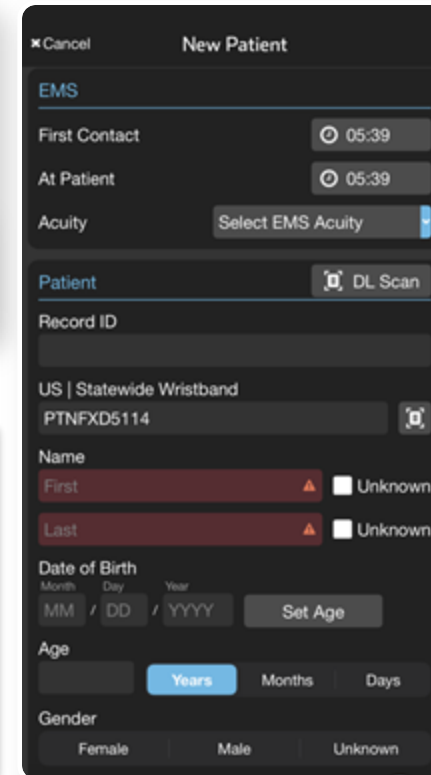 ×Cancel New Patient
EMS
First Contact 05:39
At Patient 05:39
Acuity Select EMS Acuity
Patient DL Scan
Record ID
US | Statewide Wristband
PTNFXD5114
Name
First Unknown
Last Unknown
Date of Birth
Month Day Year
MM / DD / YYYY Set Age
Age
Years Months Days
Gender
Female Male Unknown